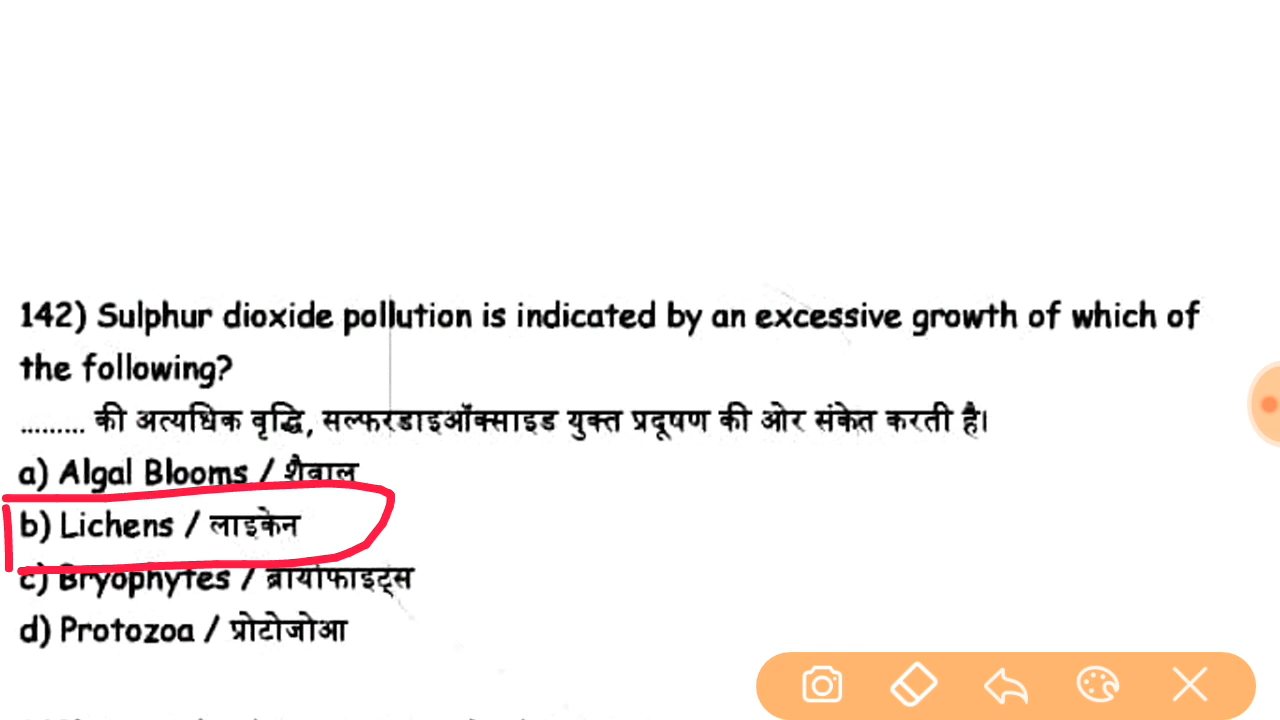 142) Sulphur dioxide pollution is indicated by an excessive growth of which of
the following?
......... की अत्यधिक वृद्धि, सल्फरडाइऑक्साइड युक्त प्रदूषण की ओर संकेत करती है।
a) Algal Blooms / शैवाल
b) Lichens / लाइकेन
c) Bryophytes / ब्रायोफाइट्स
d) Protozoa / प्रोटोजोआ